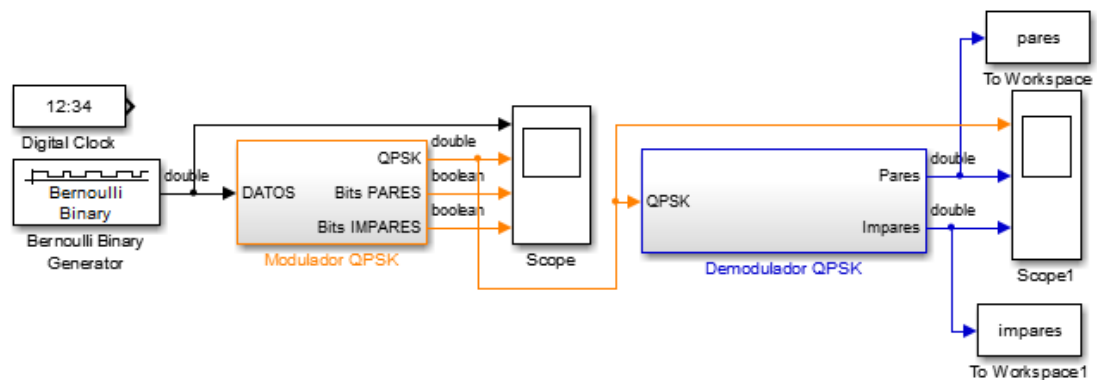 pares
To Workspace
12:34
Digital Clock
double
QPSK
double
Bernoulli
Binary
DATOS
boolean
Bits PARES
boolean
Bits IMPARES
QPSK
double
Pares
double
Impares
Bernoulli Binary
Generator
Modulador QPSK
Scope
Demodulador QPSK
Scope1
impares
To Workspace1